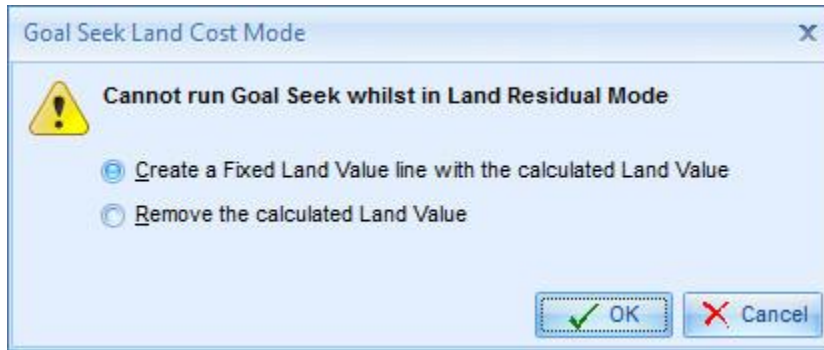 Goal Seek Land Cost Mode
Cannot run Goal Seek whilst in Land Residual Mode
Create a Fixed Land Value line with the calculated Land Value
Remove the calculated Land Value
OK
Cancel